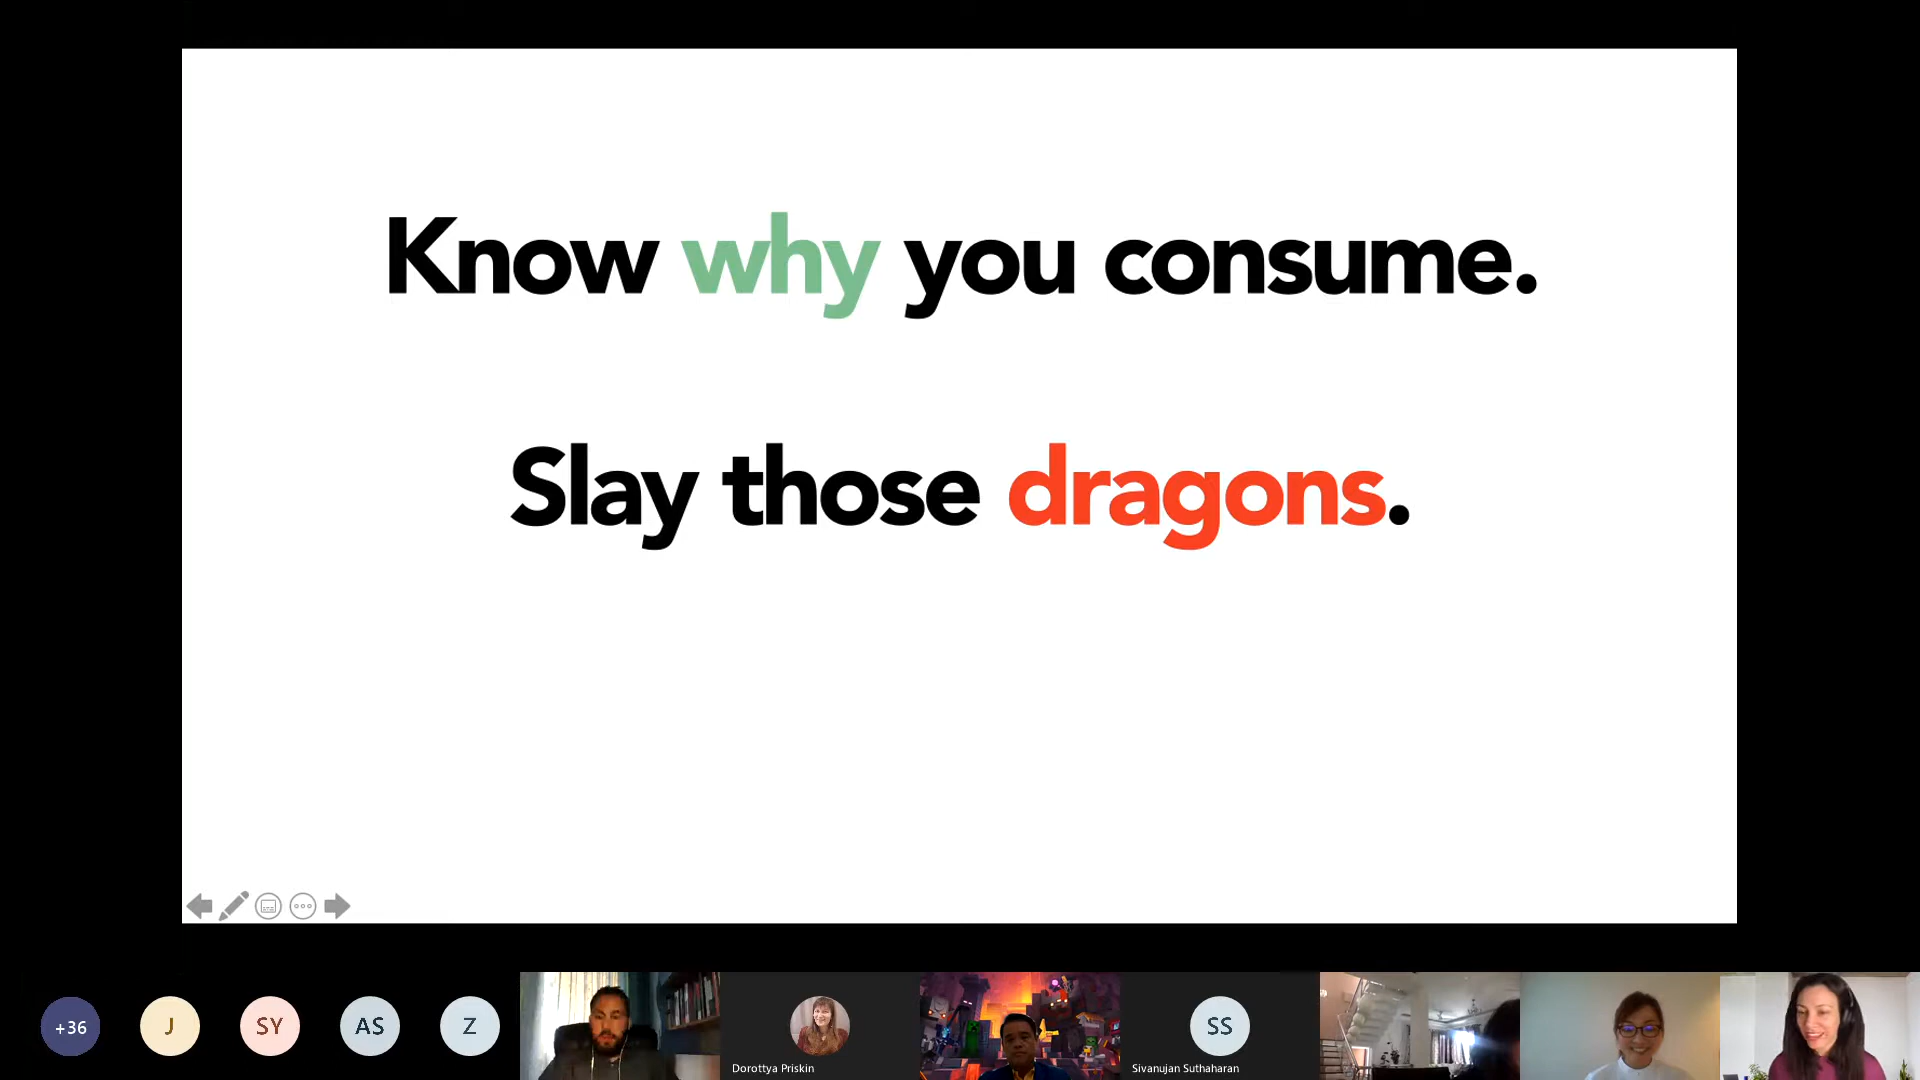 Know why you consume.
Slay those dragons.
+36
J
SY
AS
Z
Dorottya Priskin
SS
Sivanujan Suthaharan